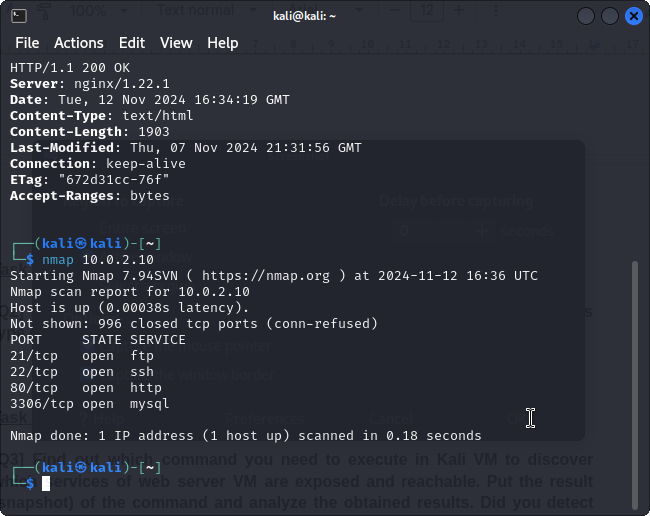 kali@kali: ~
File Actions Edit View Help
HTTP/1.1 200 OK
Server: nginx/1.22.1
Date: Tue, 12 Nov 2024 16:34:19 GMT
Content-Type: text/html
Content-Length: 1903
Last-Modified: Thu, 07 Nov 2024 21:31:56 GMT
Connection: keep-alive
ETag: "672d31cc-76f"
Accept-Ranges: bytes
┌──(kali㉿kali)-[~]
└─$ nmap 10.0.2.10
Starting Nmap 7.94SVN ( https://nmap.org ) at 2024-11-12 16:36 UTC
Nmap scan report for 10.0.2.10
Host is up (0.00038s latency).
Not shown: 996 closed tcp ports (conn-refused)
PORT     STATE SERVICE
21/tcp   open  ftp
22/tcp   open  ssh
80/tcp   open  http
3306/tcp open  mysql
Nmap done: 1 IP address (1 host up) scanned in 0.18 seconds
┌──(kali㉿kali)-[~]
└─$
Q3] Find out which command you need to execute in Kali VM to discover
services of web server VM are exposed and reachable. Put the result
snapshot) of the command and analyze the obtained results. Did you detect